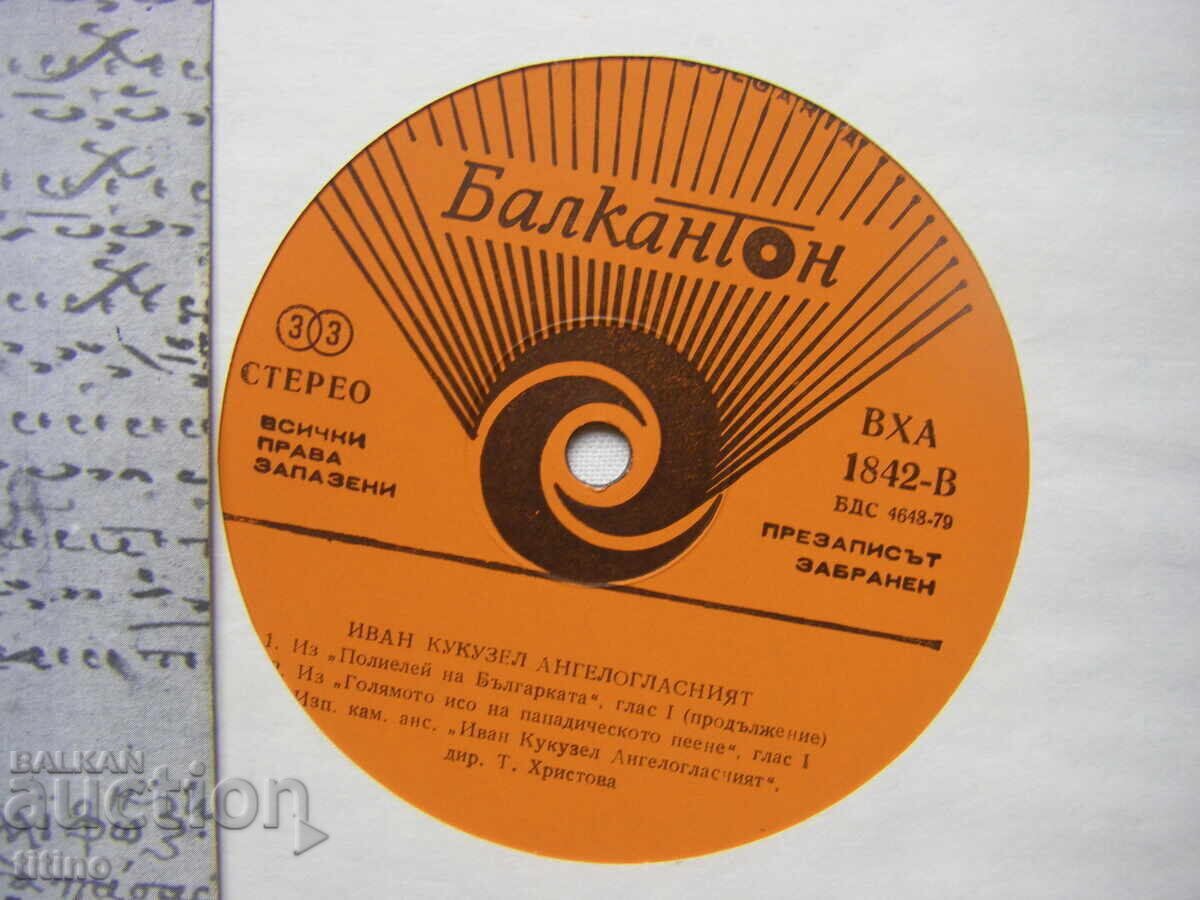 BULGARIA
Балкантон
33
СТЕРЕО
ВСИЧКИ
ПРАВА
ЗАПАЗЕНИ
ВХА
1842-В
БДС 4648-79
ПРЕЗАПИСЪТ
ЗАБРАНЕН
ИВАН КУКУЗЕЛ АНГЕЛОГЛАСНИЯТ
1. Из „Полиелей на Българката“, глас I (продължение)
2. Из „Голямото исо на пападическото пеене“, глас I
Изп. кам. анс. „Иван Кукузел Ангелогласният“,
дир. Т. Христова
BALKAN
auction
titino